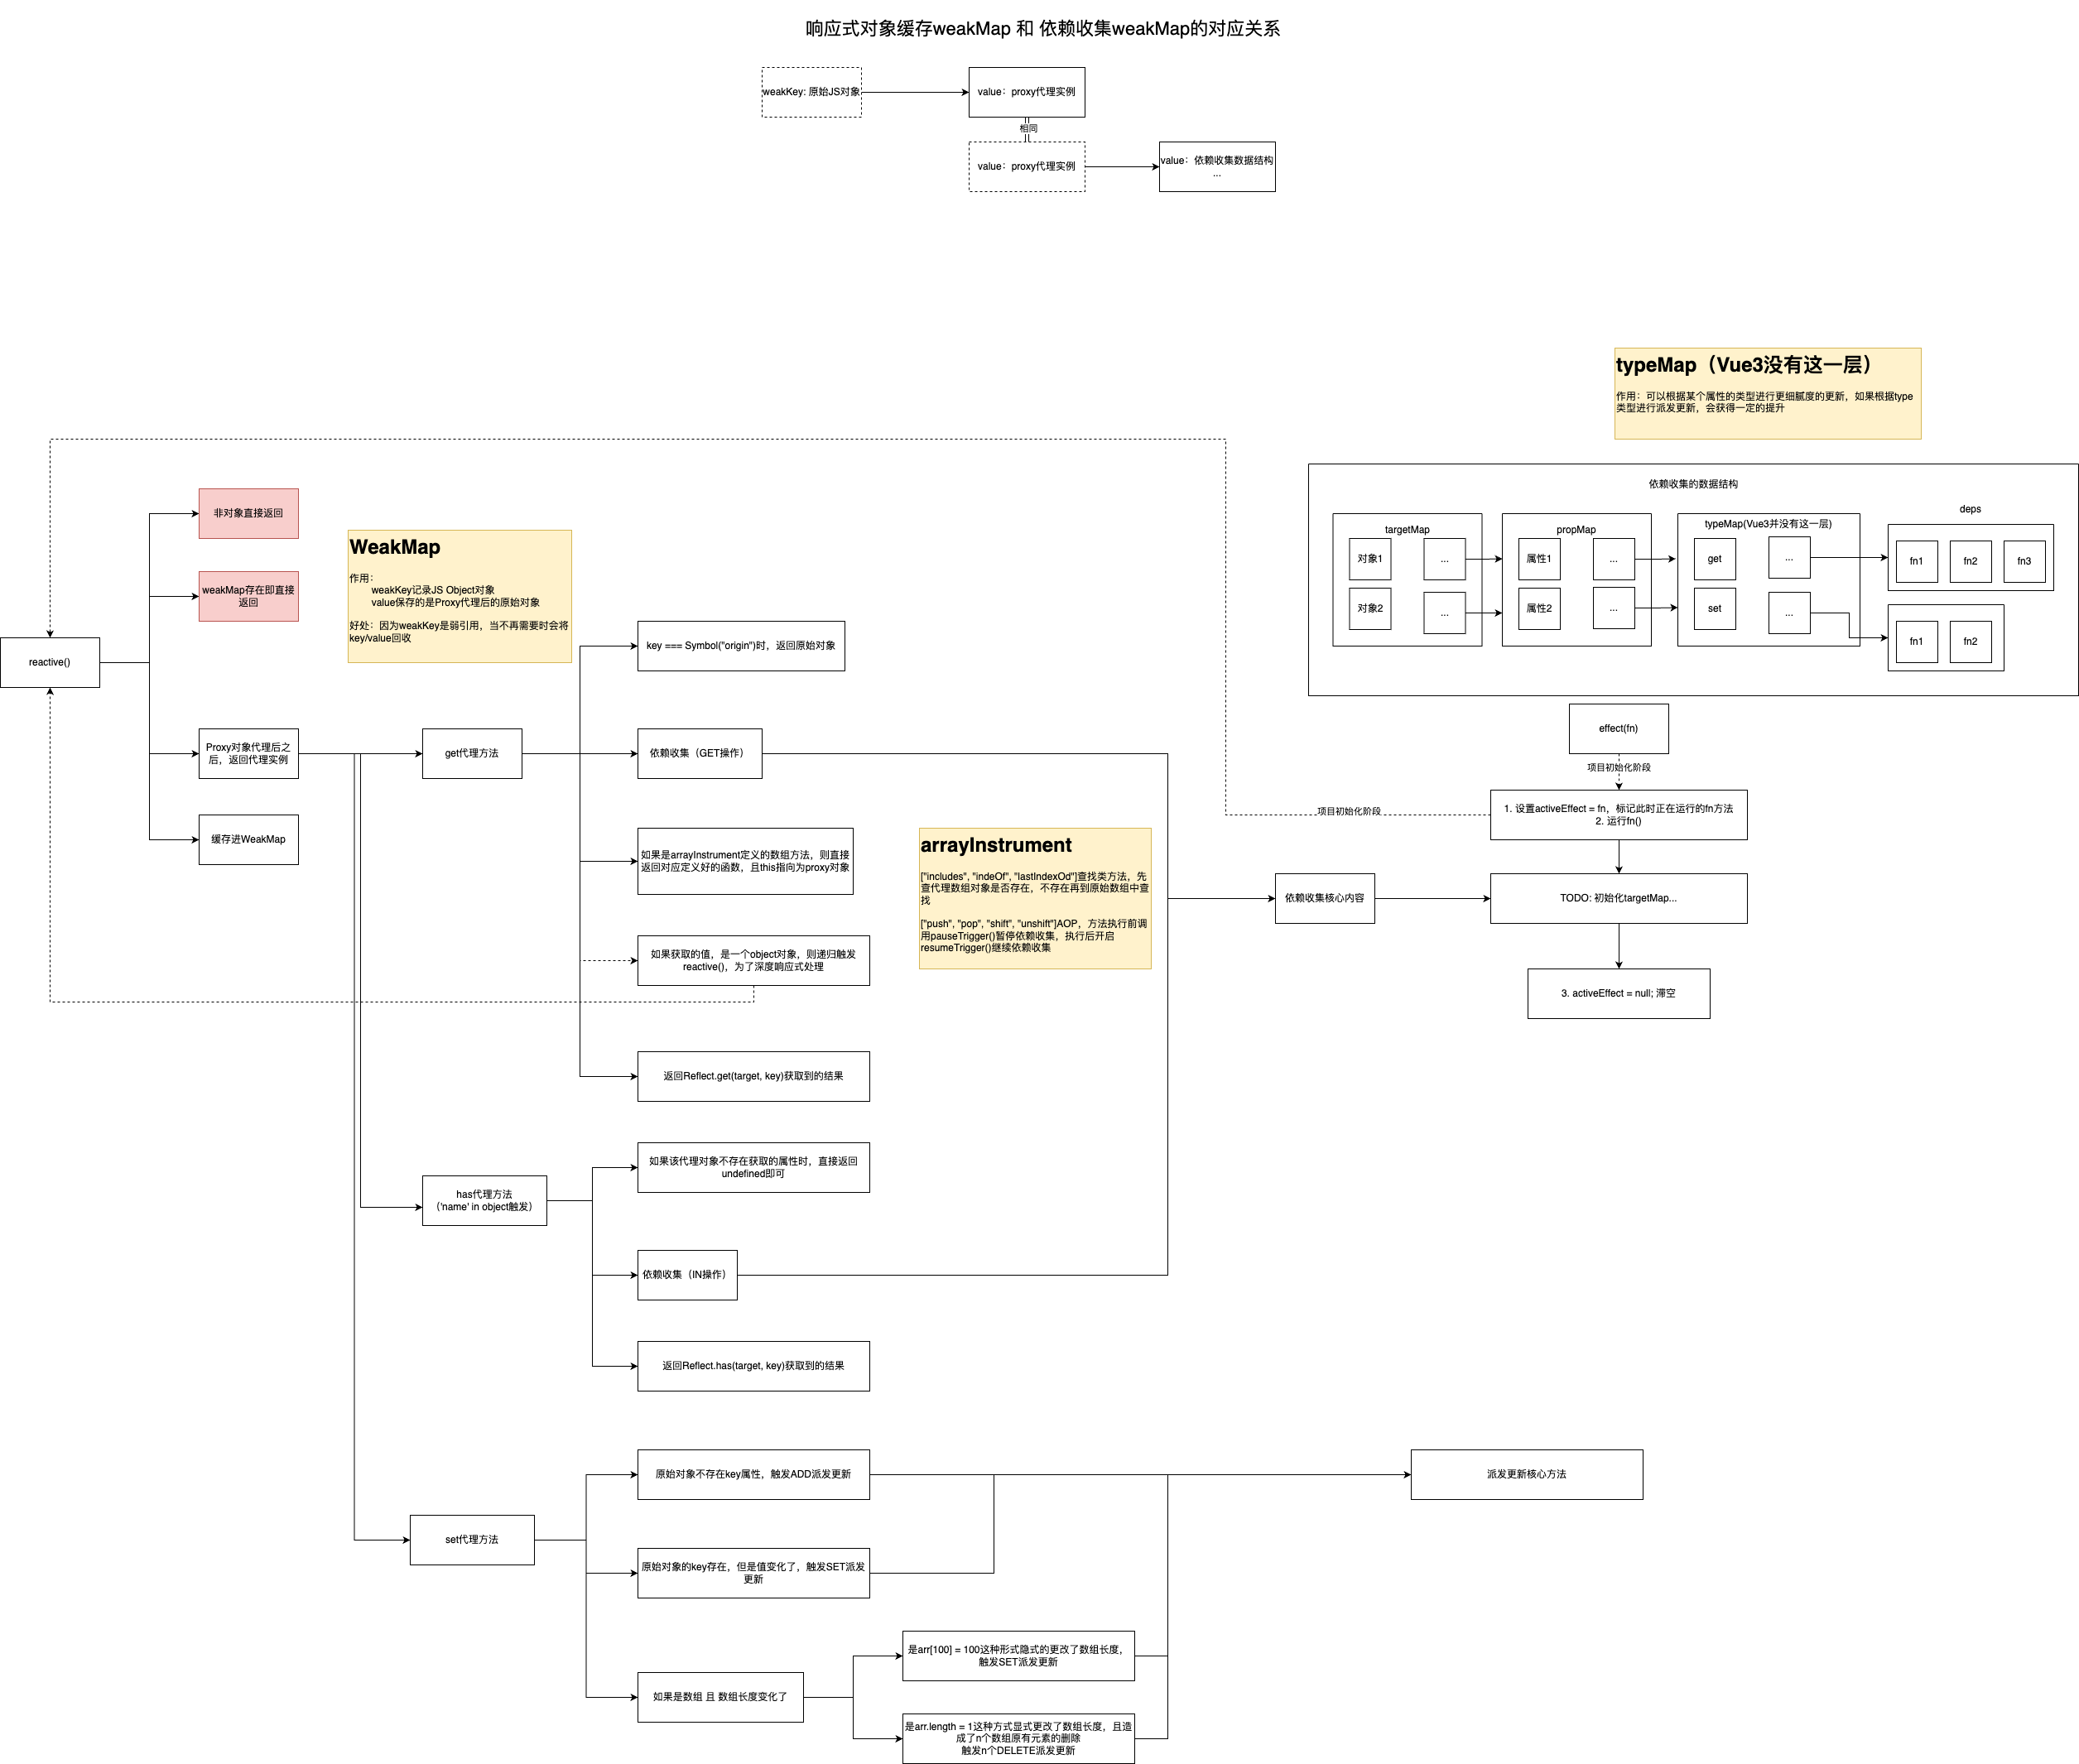 响应式对象缓存weakMap 和 依赖收集weakMap的对应关系
weakKey: 原始JS对象
value：proxy代理实例
相同
value：proxy代理实例
value：依赖收集数据结构
...
typeMap（Vue3没有这一层）
作用：可以根据某个属性的类型进行更细腻度的更新，如果根据type
类型进行派发更新，会获得一定的提升
依赖收集的数据结构
targetMap
对象1
...
对象2
...
propMap
属性1
...
属性2
...
typeMap(Vue3并没有这一层)
get
...
set
...
deps
fn1
fn2
fn3
fn1
fn2
非对象直接返回
weakMap存在即直接
返回
WeakMap
作用：
weakKey记录JS Object对象
value保存的是Proxy代理后的原始对象
好处：因为weakKey是弱引用，当不再需要时会将
key/value回收
reactive()
Proxy对象代理后之
后，返回代理实例
缓存进WeakMap
get代理方法
key === Symbol("origin")时，返回原始对象
依赖收集（GET操作）
如果是arrayInstrument定义的数组方法，则直接
返回对应定义好的函数，且this指向为proxy对象
如果获取的值，是一个object对象，则递归触发
reactive()，为了深度响应式处理
返回Reflect.get(target, key)获取到的结果
arrayInstrument
["includes", "indeOf", "lastIndexOd"]查找类方法，先
查代理数组对象是否存在，不存在再到原始数组中查
找
["push", "pop", "shift", "unshift"]AOP，方法执行前调
用pauseTrigger()暂停依赖收集，执行后开启
resumeTrigger()继续依赖收集
effect(fn)
项目初始化阶段
项目初始化阶段
1. 设置activeEffect = fn，标记此时正在运行的fn方法
2. 运行fn()
依赖收集核心内容
TODO: 初始化targetMap...
3. activeEffect = null; 滞空
has代理方法
（'name' in object触发）
如果该代理对象不存在获取的属性时，直接返回
undefined即可
依赖收集（IN操作）
返回Reflect.has(target, key)获取到的结果
set代理方法
原始对象不存在key属性，触发ADD派发更新
派发更新核心方法
原始对象的key存在，但是值变化了，触发SET派发
更新
如果是数组 且 数组长度变化了
是arr[100] = 100这种形式隐式的更改了数组长度，
触发SET派发更新
是arr.length = 1这种方式显式更改了数组长度，且造
成了n个数组原有元素的删除
触发n个DELETE派发更新